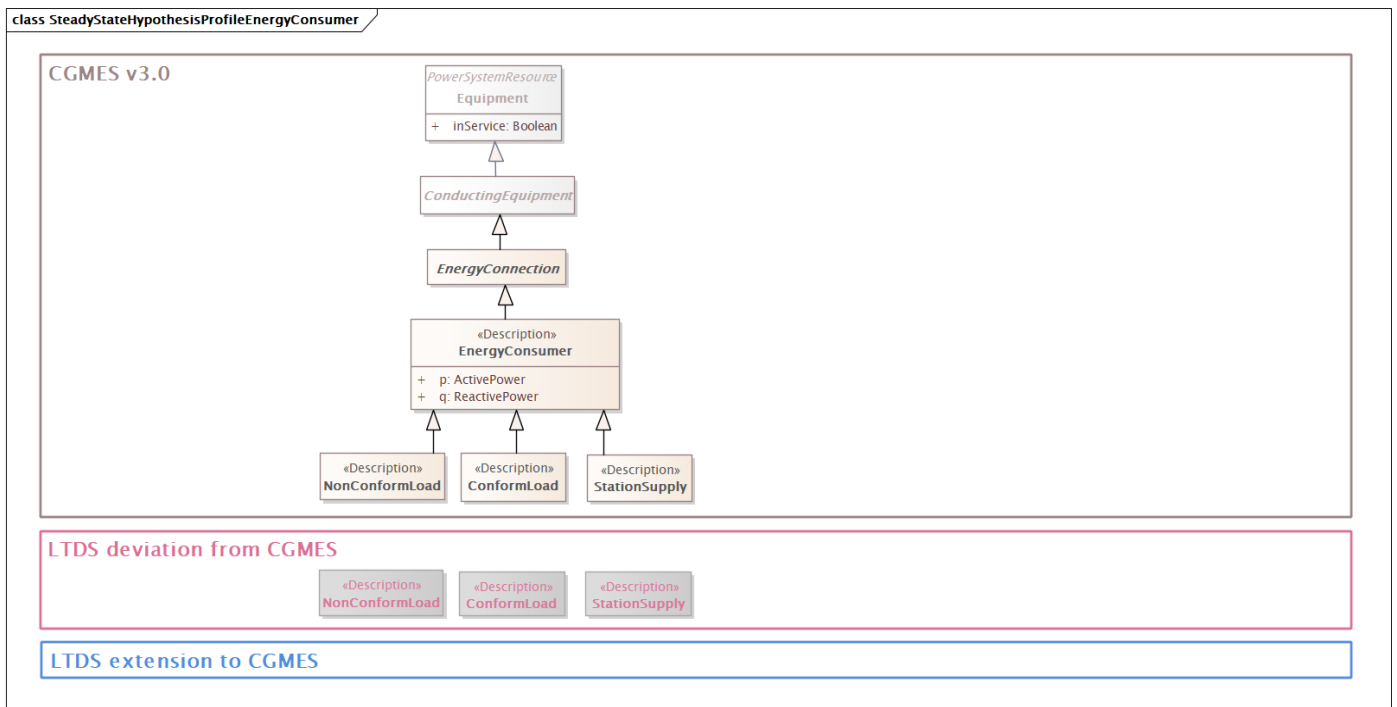 class SteadyStateHypothesisProfileEnergyConsumer
CGMES v3.0
PowerSystemResource
Equipment
+ inService: Boolean
ConductingEquipment
EnergyConnection
«Description»
EnergyConsumer
+ p: ActivePower
+ q: ReactivePower
«Description»
NonConformLoad
«Description»
ConformLoad
«Description»
StationSupply
LTDS deviation from CGMES
«Description»
NonConformLoad
«Description»
ConformLoad
«Description»
StationSupply
LTDS extension to CGMES